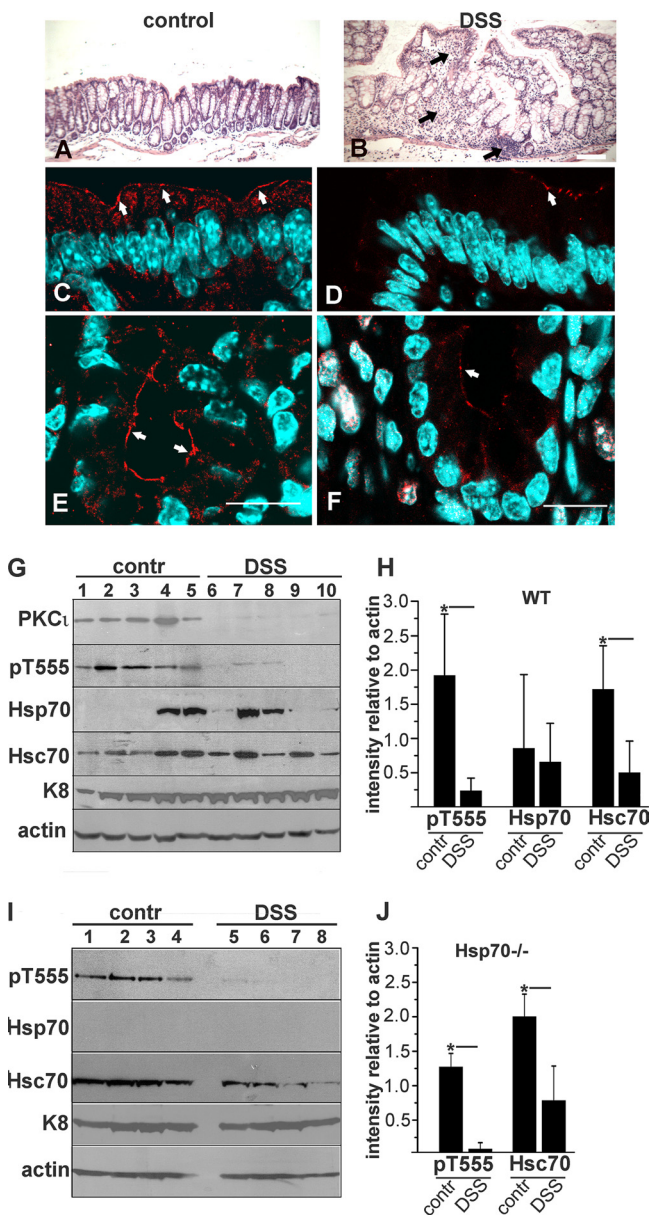 control DSS
A B
C D
E F
G contr DSS
1 2 3 4 5 6 7 8 9 10
PKCι
pT555
Hsp70
Hsc70
K8
actin
H
WT
intensity relative to actin
3.0
2.5
2.0
1.5
1.0
0.5
* *
pT555 Hsp70 Hsc70
contr DSS contr DSS contr DSS
I contr DSS
1 2 3 4 5 6 7 8
pT555
Hsp70
Hsc70
K8
actin
J
Hsp70-/-
intensity relative to actin
3.0
2.5
2.0
1.5
1.0
0.5
* *
pT555 Hsc70
contr DSS contr DSS